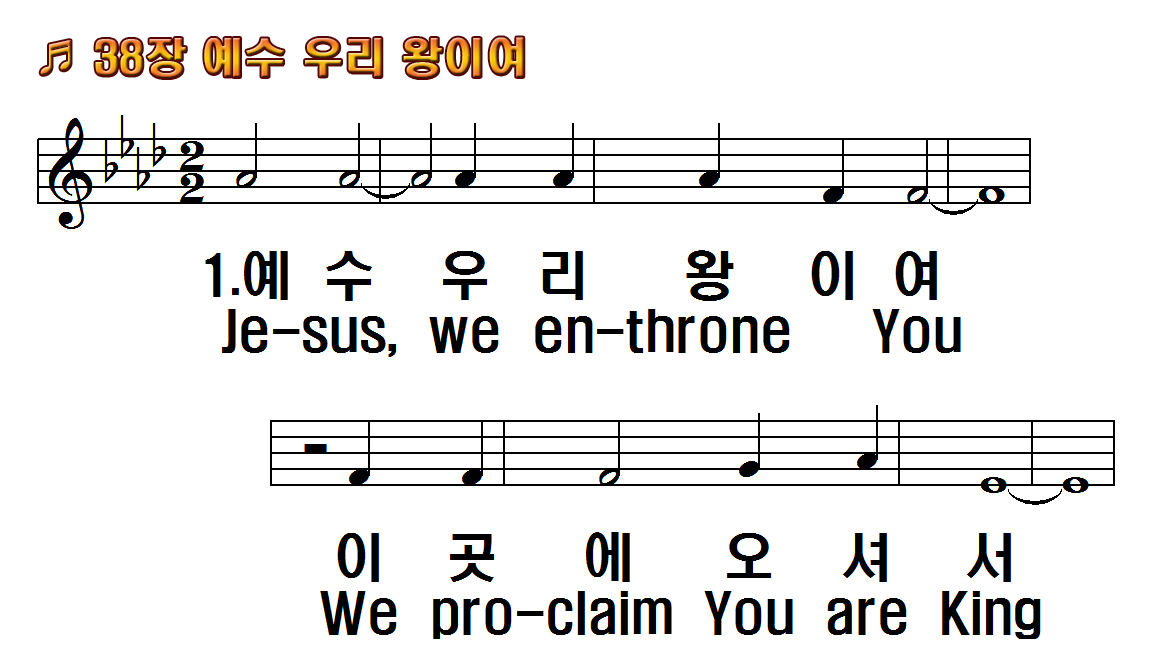 ♬ 38장 예수 우리 왕이여
1.예 수 우 리 왕 이 여
Je-sus, we en-throne You
이 곳 에 오 셔 서
We pro-claim You are King